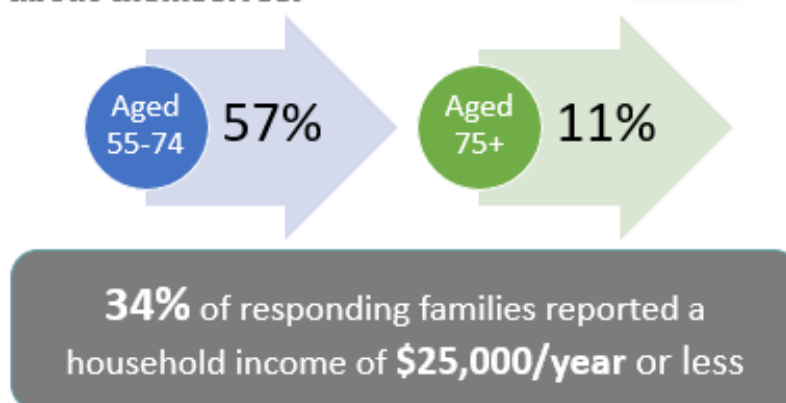 Aged
55-74
57%
Aged
75+
11%
34% of responding families reported a
household income of $25,000/year or less